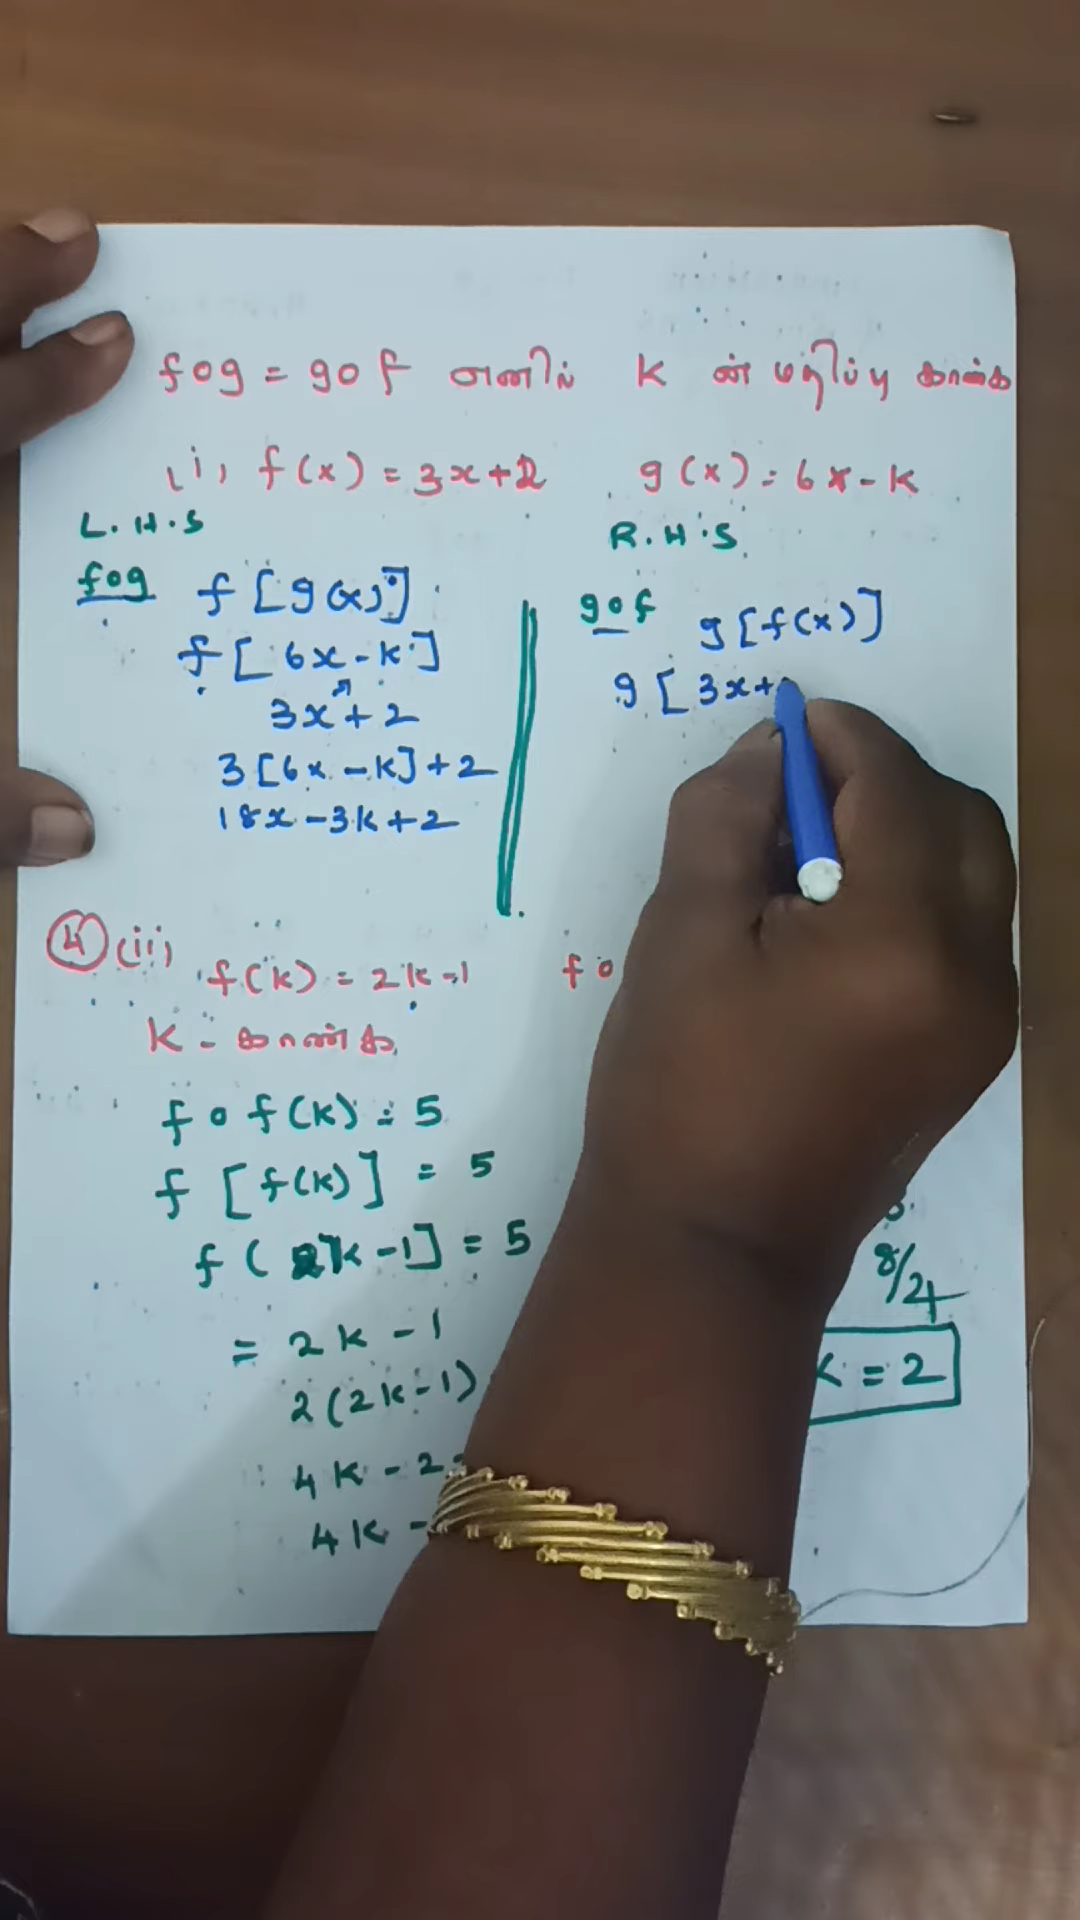 fog = gof எனில் K ன் மதிப்பு காண்க
(i) f(x) = 3x+2 g(x) = 6x-k
L.H.S
fog f[g(x)]
f[6x-k]
3x+2
3[6x-k]+2
18x-3k+2
R.H.S
gof g[f(x)]
g[3x+
4 (ii) f(k) = 2k-1 fo
K - காண்க
fof(k) = 5
f[f(k)] = 5
f(2k-1] = 5
= 2k-1
2(2k-1)
4k-2
4k-
8/4
K = 2